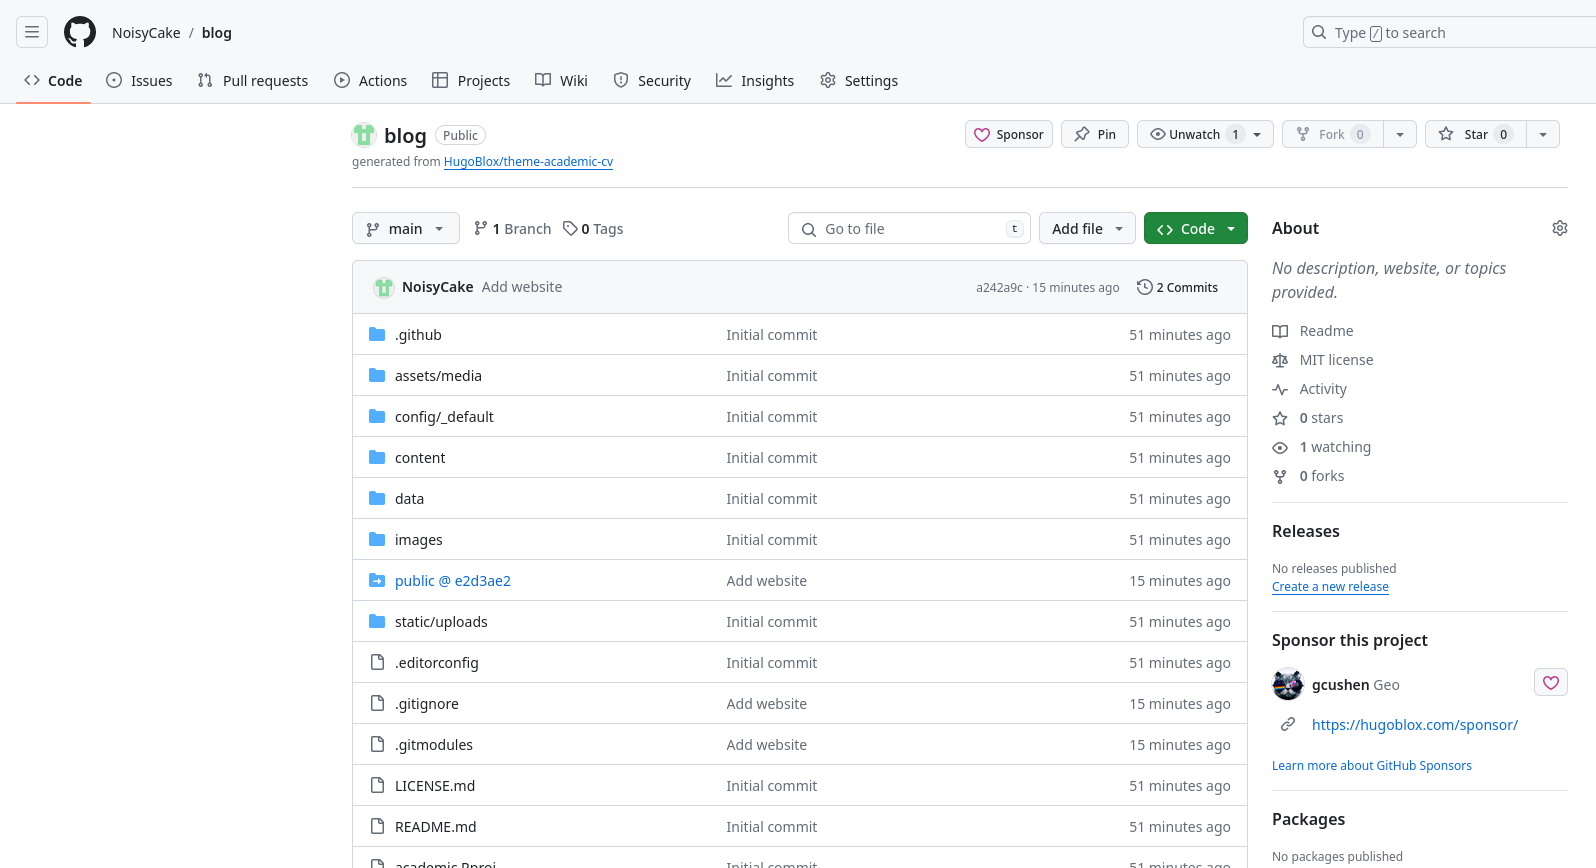 NoisyCake / blog
Type / to search
Code Issues Pull requests Actions Projects Wiki Security Insights Settings
blog Public
Sponsor Pin Unwatch 1 Fork 0 Star 0
generated from HugoBlox/theme-academic-cv
main 1 Branch 0 Tags Go to file t Add file Code
NoisyCake Add website a242a9c · 15 minutes ago 2 Commits
.github Initial commit 51 minutes ago
assets/media Initial commit 51 minutes ago
config/_default Initial commit 51 minutes ago
content Initial commit 51 minutes ago
data Initial commit 51 minutes ago
images Initial commit 51 minutes ago
public @ e2d3ae2 Add website 15 minutes ago
static/uploads Initial commit 51 minutes ago
.editorconfig Initial commit 51 minutes ago
.gitignore Add website 15 minutes ago
.gitmodules Add website 15 minutes ago
LICENSE.md Initial commit 51 minutes ago
README.md Initial commit 51 minutes ago
academic.Rproj Initial commit 51 minutes ago
About
No description, website, or topics
provided.
Readme
MIT license
Activity
0 stars
1 watching
0 forks
Releases
No releases published
Create a new release
Sponsor this project
gcushen Geo
https://hugoblox.com/sponsor/
Learn more about GitHub Sponsors
Packages
No packages published